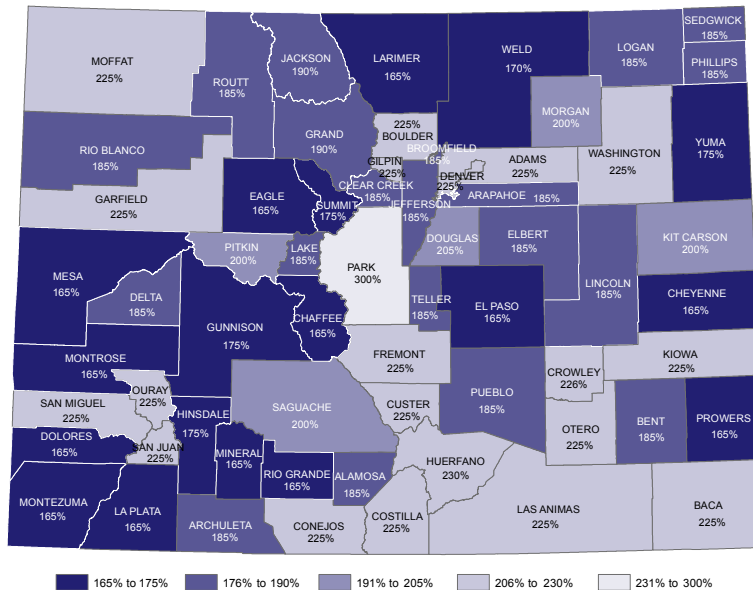 MOFFAT
225%
ROUTT
185%
JACKSON
190%
LARIMER
165%
WELD
170%
LOGAN
185%
SEDGWICK
185%
PHILLIPS
185%
MORGAN
200%
YUMA
175%
RIO BLANCO
185%
GRAND
190%
225%
BOULDER
BROOMFIELD
185%
WASHINGTON
225%
GARFIELD
225%
EAGLE
165%
SUMMIT
175%
GILPIN
225%
CLEAR CREEK
185%
JEFFERSON
185%
DENVER
225%
ADAMS
225%
ARAPAHOE 185%
MESA
165%
PITKIN
200%
LAKE
185%
PARK
300%
DOUGLAS
205%
ELBERT
185%
LINCOLN
185%
KIT CARSON
200%
DELTA
185%
GUNNISON
175%
CHAFFEE
165%
TELLER
185%
EL PASO
165%
CHEYENNE
165%
MONTROSE
165%
OURAY
225%
FREMONT
225%
CROWLEY
226%
KIOWA
225%
SAN MIGUEL
225%
HINSDALE
175%
SAGUACHE
200%
CUSTER
225%
PUEBLO
185%
OTERO
225%
BENT
185%
PROWERS
165%
DOLORES
165%
SAN JUAN
225%
MINERAL
165%
RIO GRANDE
165%
ALAMOSA
185%
HUERFANO
230%
MONTEZUMA
165%
LA PLATA
165%
ARCHULETA
185%
CONEJOS
225%
COSTILLA
225%
LAS ANIMAS
225%
BACA
225%
165% to 175% 176% to 190% 191% to 205% 206% to 230% 231% to 300%